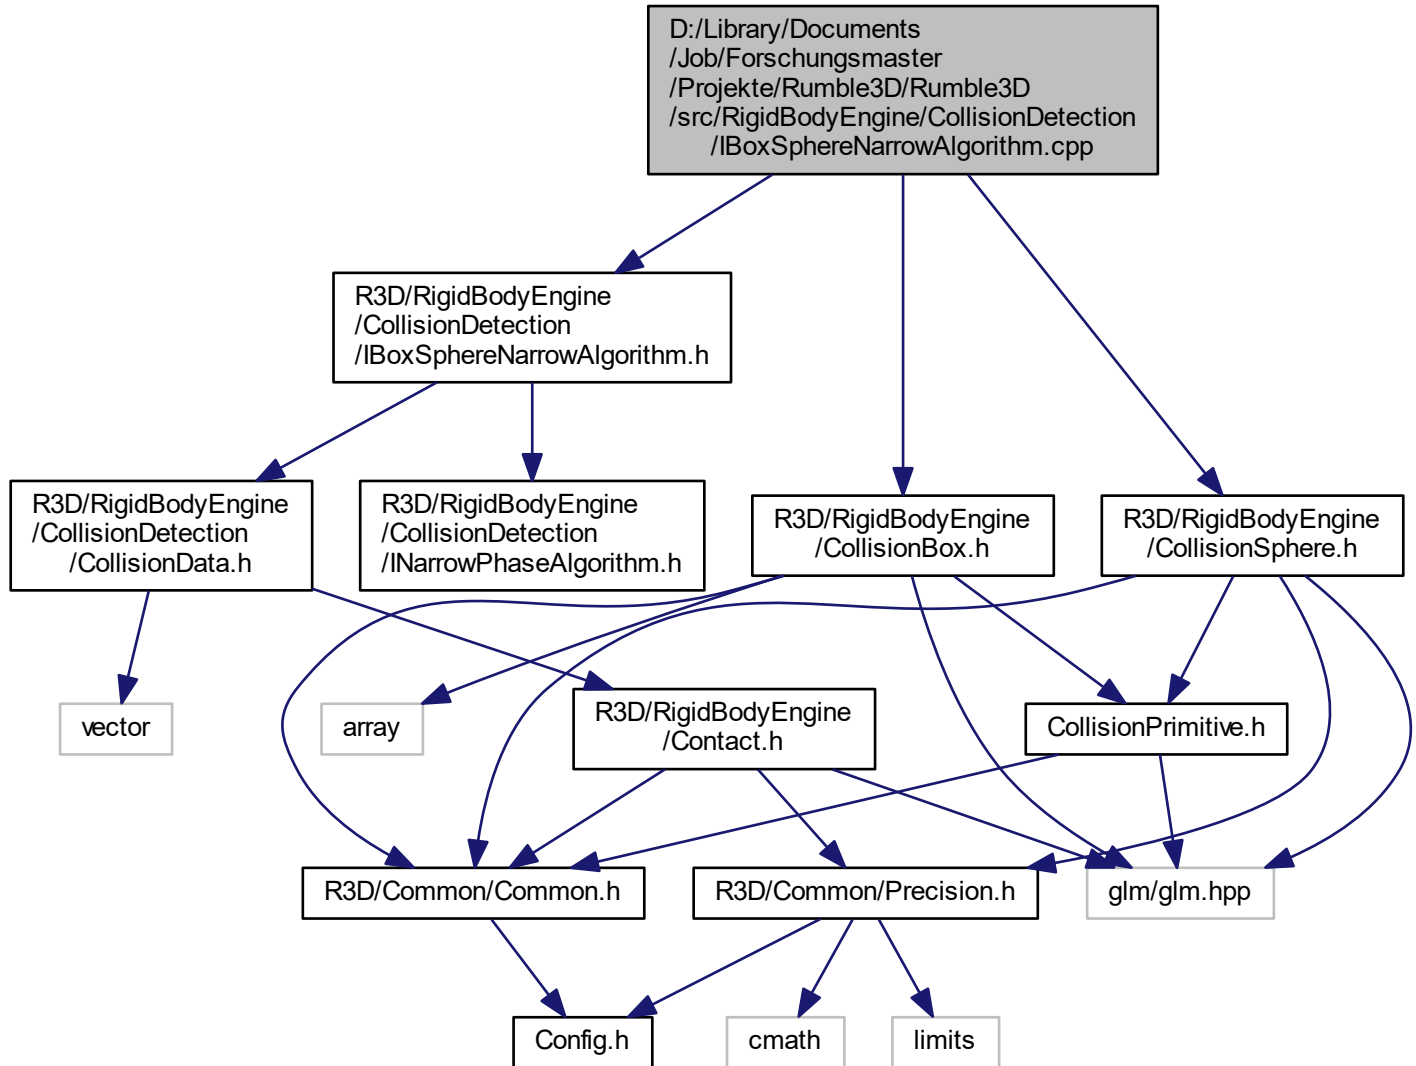 D:/Library/Documents
/Job/Forschungsmaster
/Projekte/Rumble3D/Rumble3D
/src/RigidBodyEngine/CollisionDetection
/IBoxSphereNarrowAlgorithm.cpp
R3D/RigidBodyEngine
/CollisionDetection
/IBoxSphereNarrowAlgorithm.h
R3D/RigidBodyEngine
/CollisionDetection
/CollisionData.h
R3D/RigidBodyEngine
/CollisionDetection
/INarrowPhaseAlgorithm.h
R3D/RigidBodyEngine
/CollisionBox.h
R3D/RigidBodyEngine
/CollisionSphere.h
vector
array
R3D/RigidBodyEngine
/Contact.h
CollisionPrimitive.h
R3D/Common/Common.h
R3D/Common/Precision.h
glm/glm.hpp
Config.h
cmath
limits